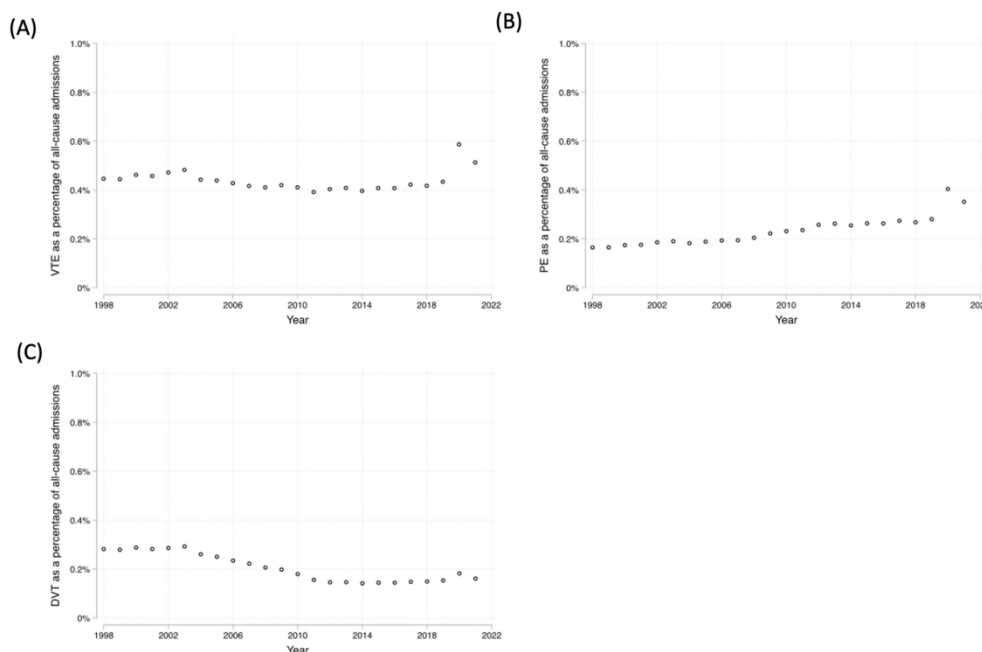 (A)
VTE as a percentage of all-cause admissions
1.0%
0.8%
0.6%
0.4%
0.2%
0%
1998 2002 2006 2010 2014 2018 2022
Year
(B)
PE as a percentage of all-cause admissions
1.0%
0.8%
0.6%
0.4%
0.2%
0%
1998 2002 2006 2010 2014 2018 202
Year
(C)
DVT as a percentage of all-cause admissions
1.0%
0.8%
0.6%
0.4%
0.2%
0%
1998 2002 2006 2010 2014 2018 2022
Year